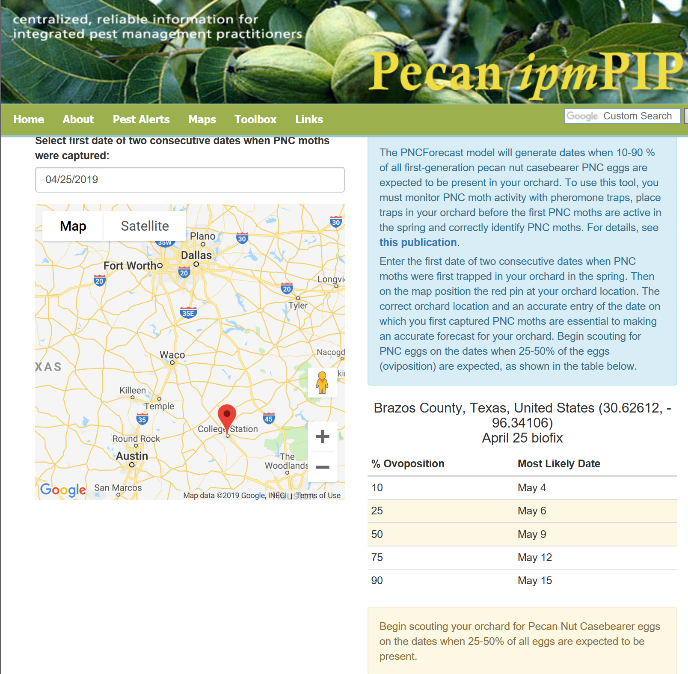 centralized, reliable information for
integrated pest management practitioners
Pecan ipmPIP
Home About Pest Alerts Maps Toolbox Links
Google Custom Search
Select first date of two consecutive dates when PNC moths
were captured:
04/25/2019
Map Satellite
Plano
Dallas
Fort Worth
30
30
35W
20
20
20
Longvi
Tyler
35E
XAS
Waco
Nacogd
Killeen
Temple
35
45
College Station
Round Rock
Austin
The
Woodlands
San Marcos
Google
Map data ©2019 Google, INEGI
Terms of Use
The PNCForecast model will generate dates when 10-90 %
of all first-generation pecan nut casebearer PNC eggs are
expected to be present in your orchard. To use this tool, you
must monitor PNC moth activity with pheromone traps, place
traps in your orchard before the first PNC moths are active in
the spring and correctly identify PNC moths. For details, see
this publication.
Enter the first date of two consecutive dates when PNC
moths were first trapped in your orchard in the spring. Then
on the map position the red pin at your orchard location. The
correct orchard location and an accurate entry of the date on
which you first captured PNC moths are essential to making
an accurate forecast for your orchard. Begin scouting for
PNC eggs on the dates when 25-50% of the eggs
(oviposition) are expected, as shown in the table below.
Brazos County, Texas, United States (30.62612, -
96.34106)
April 25 biofix
% Ovoposition Most Likely Date
10 May 4
25 May 6
50 May 9
75 May 12
90 May 15
Begin scouting your orchard for Pecan Nut Casebearer eggs
on the dates when 25-50% of all eggs are expected to be
present.